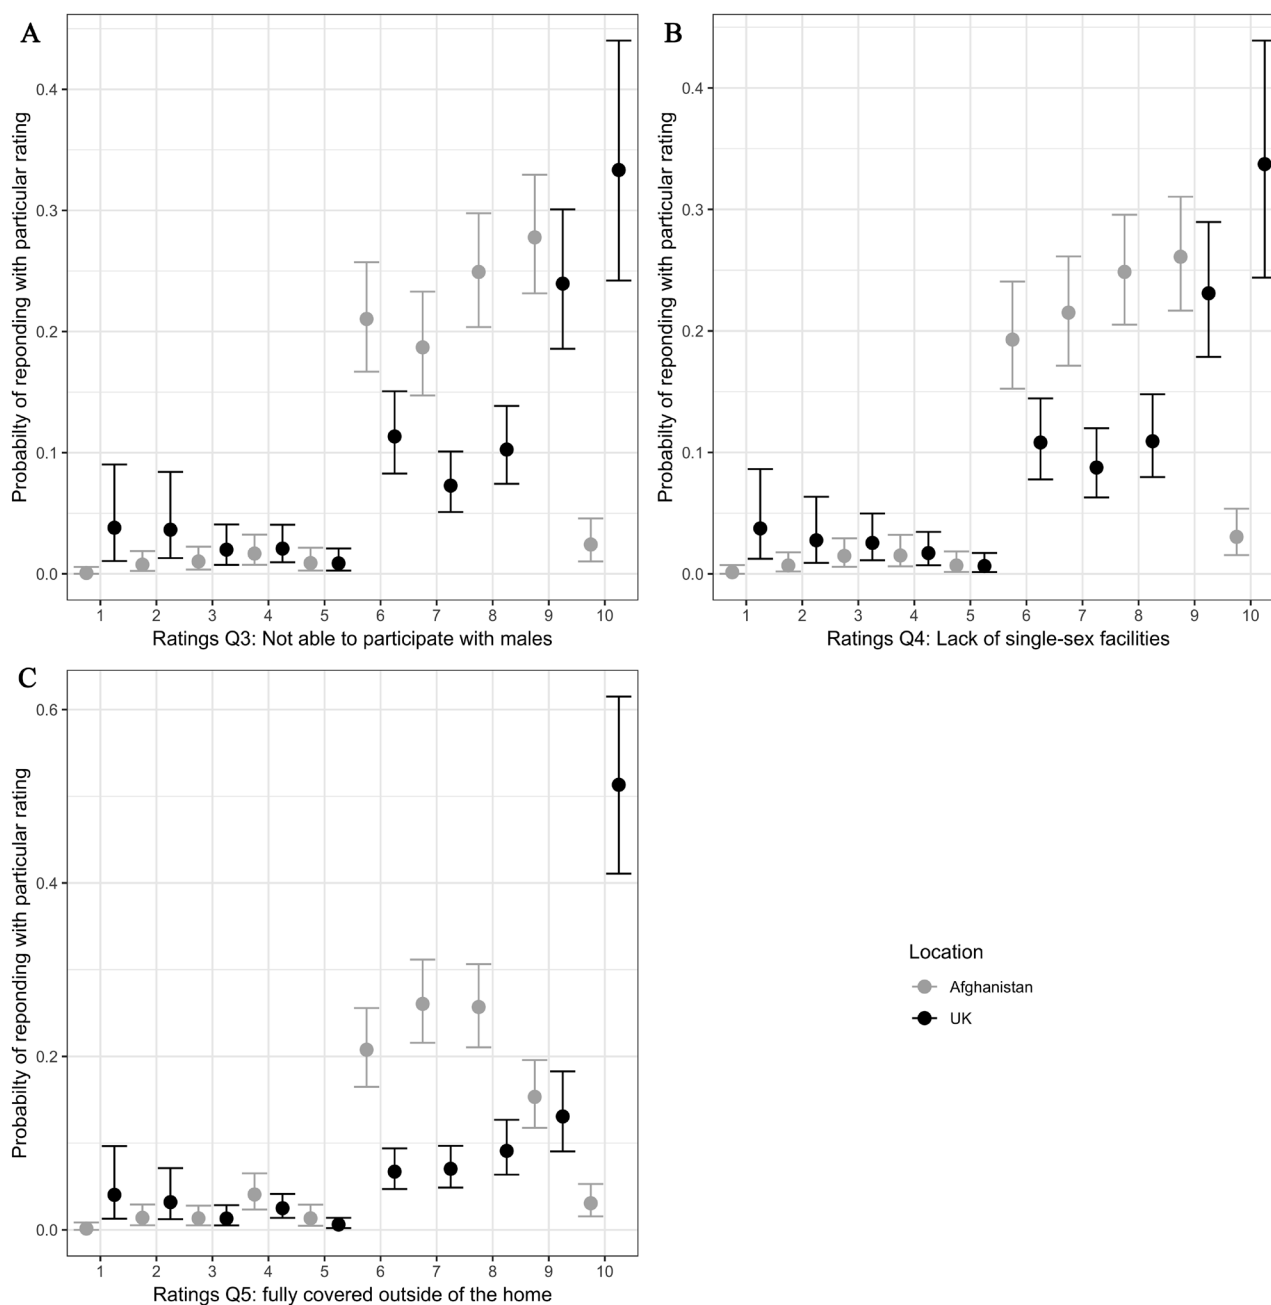 A
Probabilty of reponding with particular rating
0.4
0.3
0.2
0.1
0.0
1 2 3 4 5 6 7 8 9 10
Ratings Q3: Not able to participate with males
B
Probabilty of reponding with particular rating
0.4
0.3
0.2
0.1
0.0
1 2 3 4 5 6 7 8 9 10
Ratings Q4: Lack of single-sex facilities
C
Probabilty of reponding with particular rating
0.6
0.4
0.2
0.0
1 2 3 4 5 6 7 8 9 10
Ratings Q5: fully covered outside of the home
Location
Afghanistan
UK